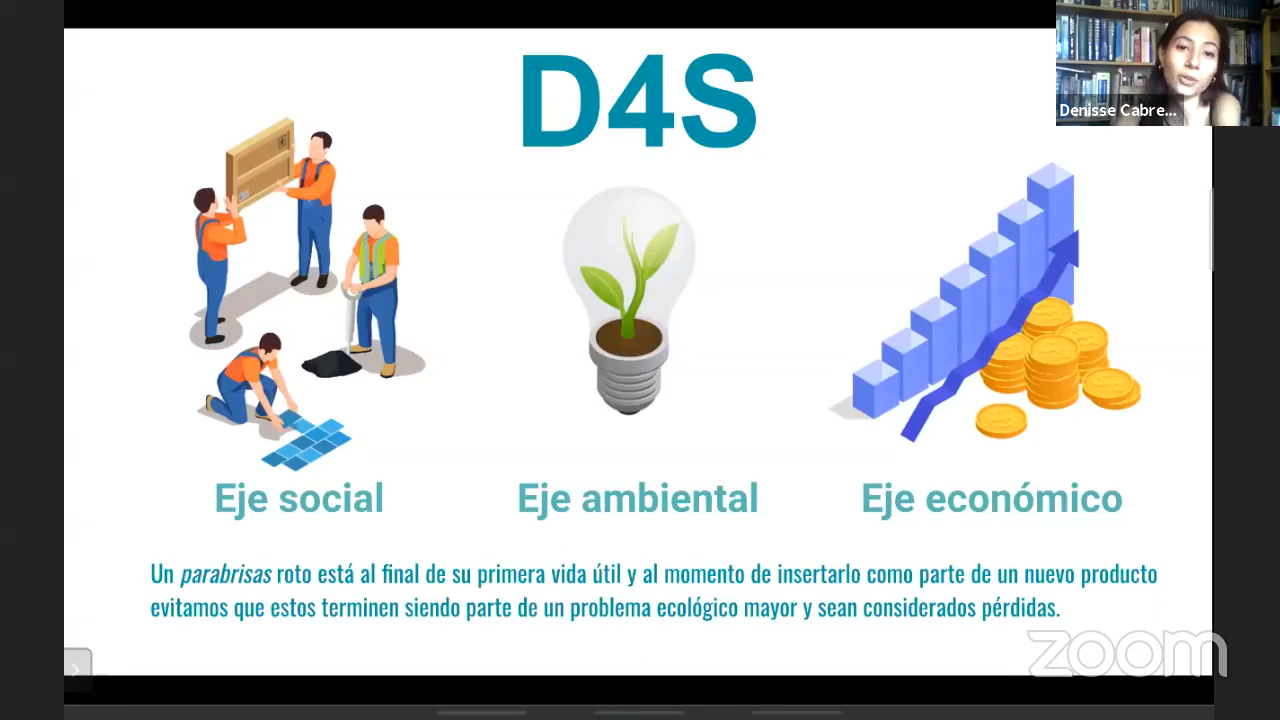 D4S
Denisse Cabre...
Eje social
Eje ambiental
Eje económico
Un parabrisas roto está al final de su primera vida útil y al momento de insertarlo como parte de un nuevo producto
evitamos que estos terminen siendo parte de un problema ecológico mayor y sean considerados pérdidas.
zoom